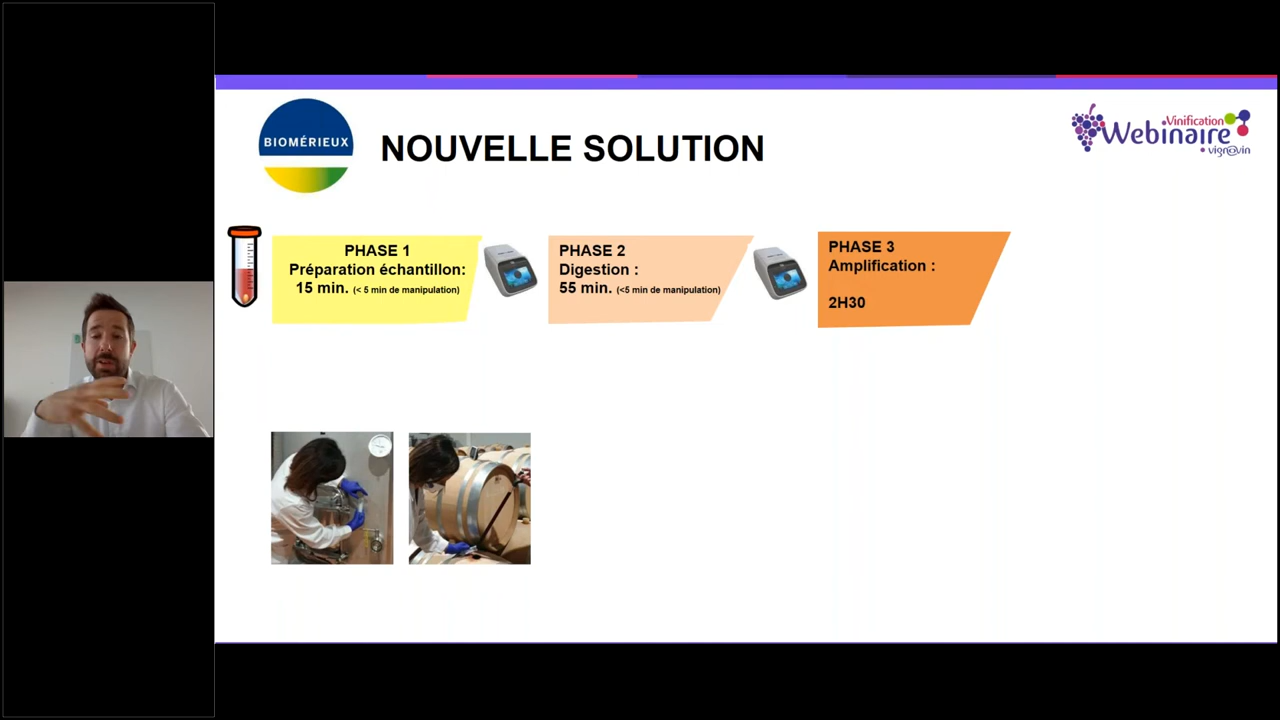 BIOMÉRIEUX
NOUVELLE SOLUTION
Vinification
Webinaire
vign@vin
PHASE 1
Préparation échantillon:
15 min. (< 5 min de manipulation)
PHASE 2
Digestion :
55 min. (<5 min de manipulation)
PHASE 3
Amplification :
2H30